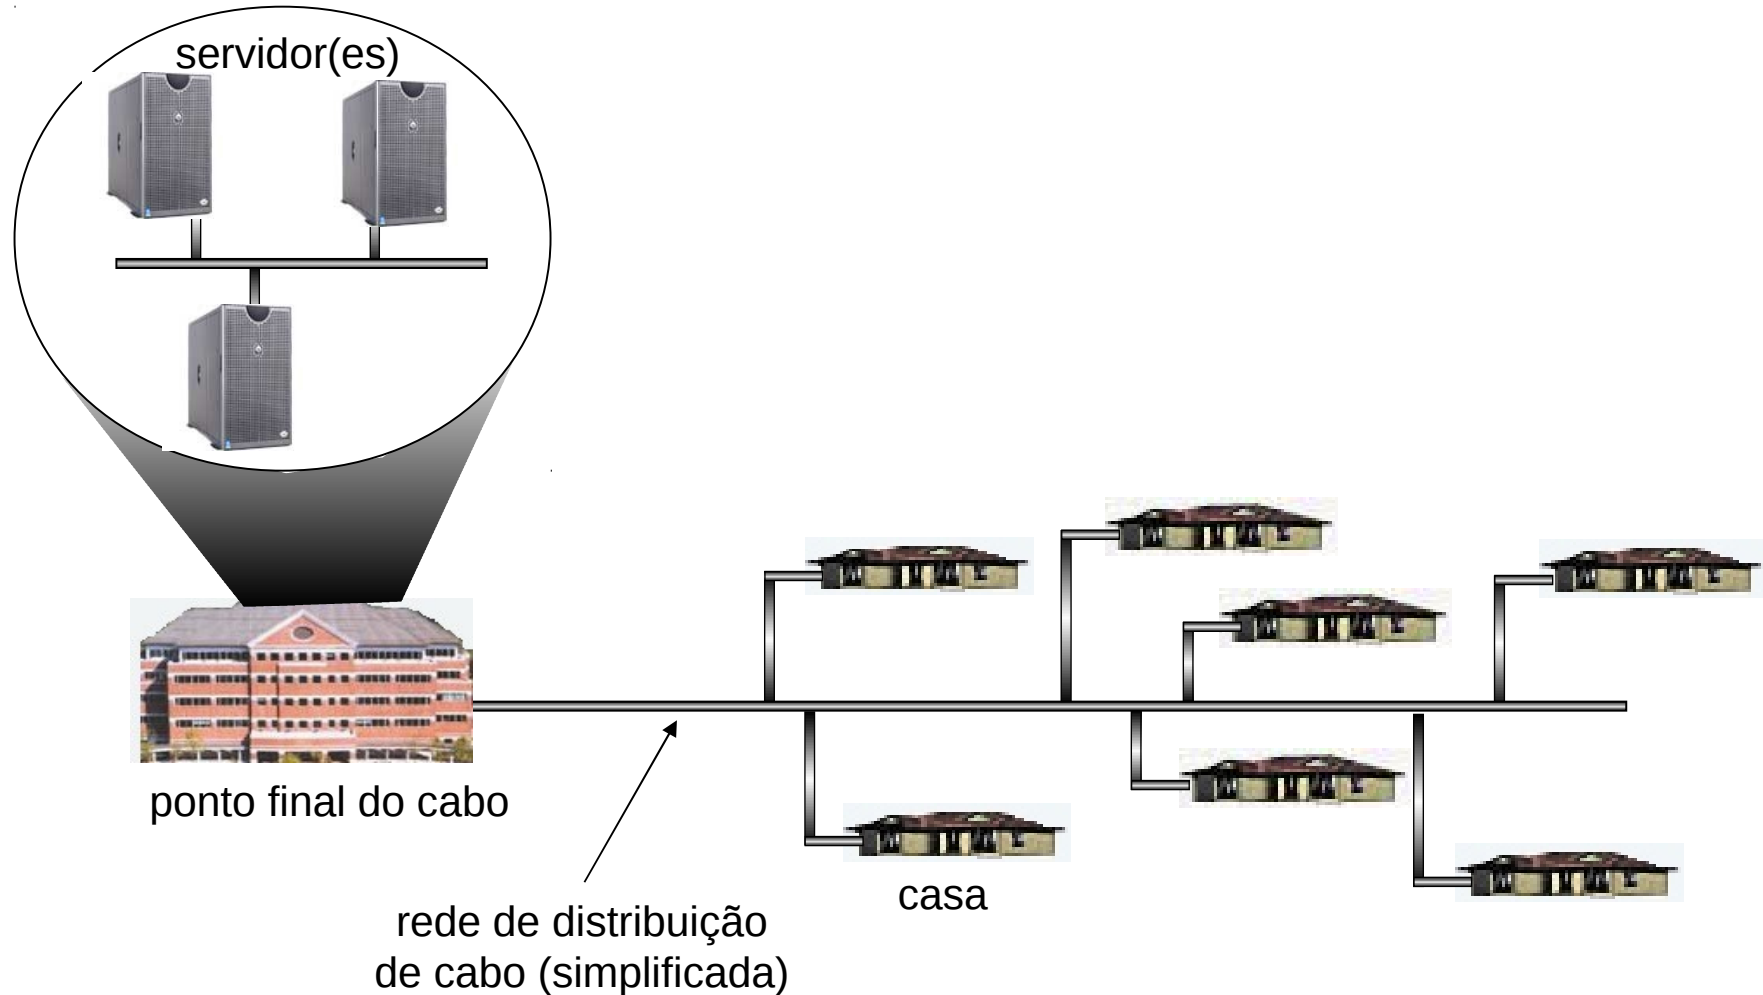 servidor(es)
ponto final do cabo
casa
rede de distribuição
de cabo (simplificada)